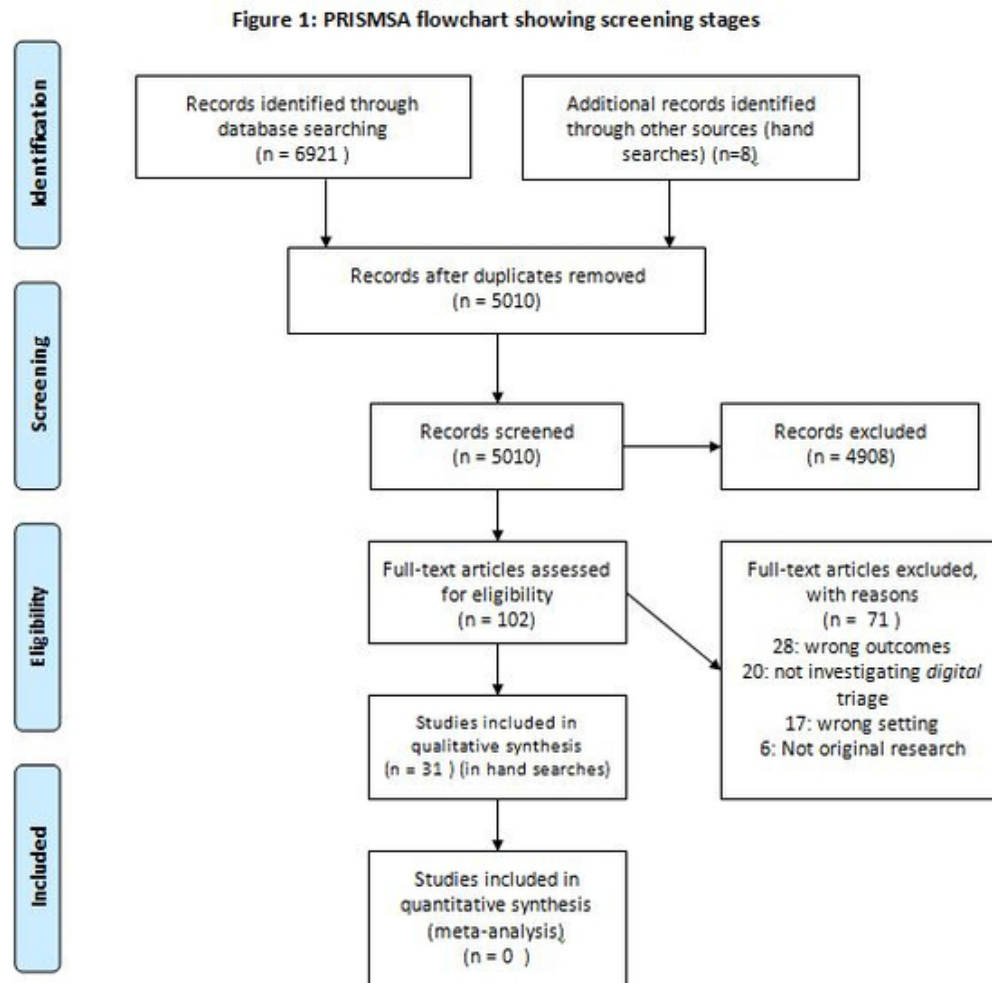 Figure 1: PRISMSA flowchart showing screening stages
Identification
Records identified through
database searching
(n = 6921 )
Additional records identified
through other sources (hand
searches) (n=8)
Records after duplicates removed
(n = 5010)
Screening
Records screened
(n = 5010)
Records excluded
(n = 4908)
Eligibility
Full-text articles assessed
for eligibility
(n = 102)
Full-text articles excluded,
with reasons
(n = 71 )
28: wrong outcomes
20: not investigating digital
triage
17: wrong setting
6: Not original research
Studies included in
qualitative synthesis
(n = 31 ) (in hand searches)
Included
Studies included in
quantitative synthesis
(meta-analysis)
(n = 0 )